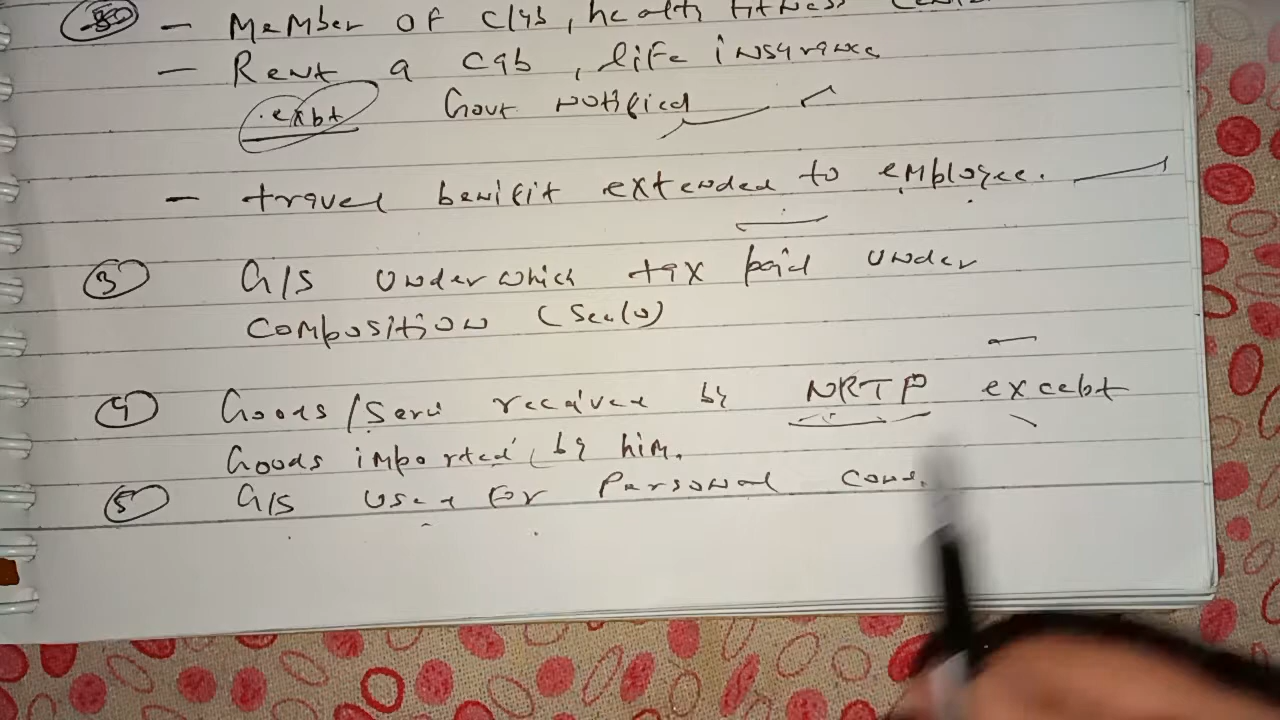 — Member of club, health fitness
— Rent a cab, life insurance
exbt Govt notified
— travel benifit extended to employee.
③ G/S under which tax paid under
composition (Sec10)
④ Goods/Serv received by NRTP except
Goods imported by him.
⑤ G/S used for Personal cons.